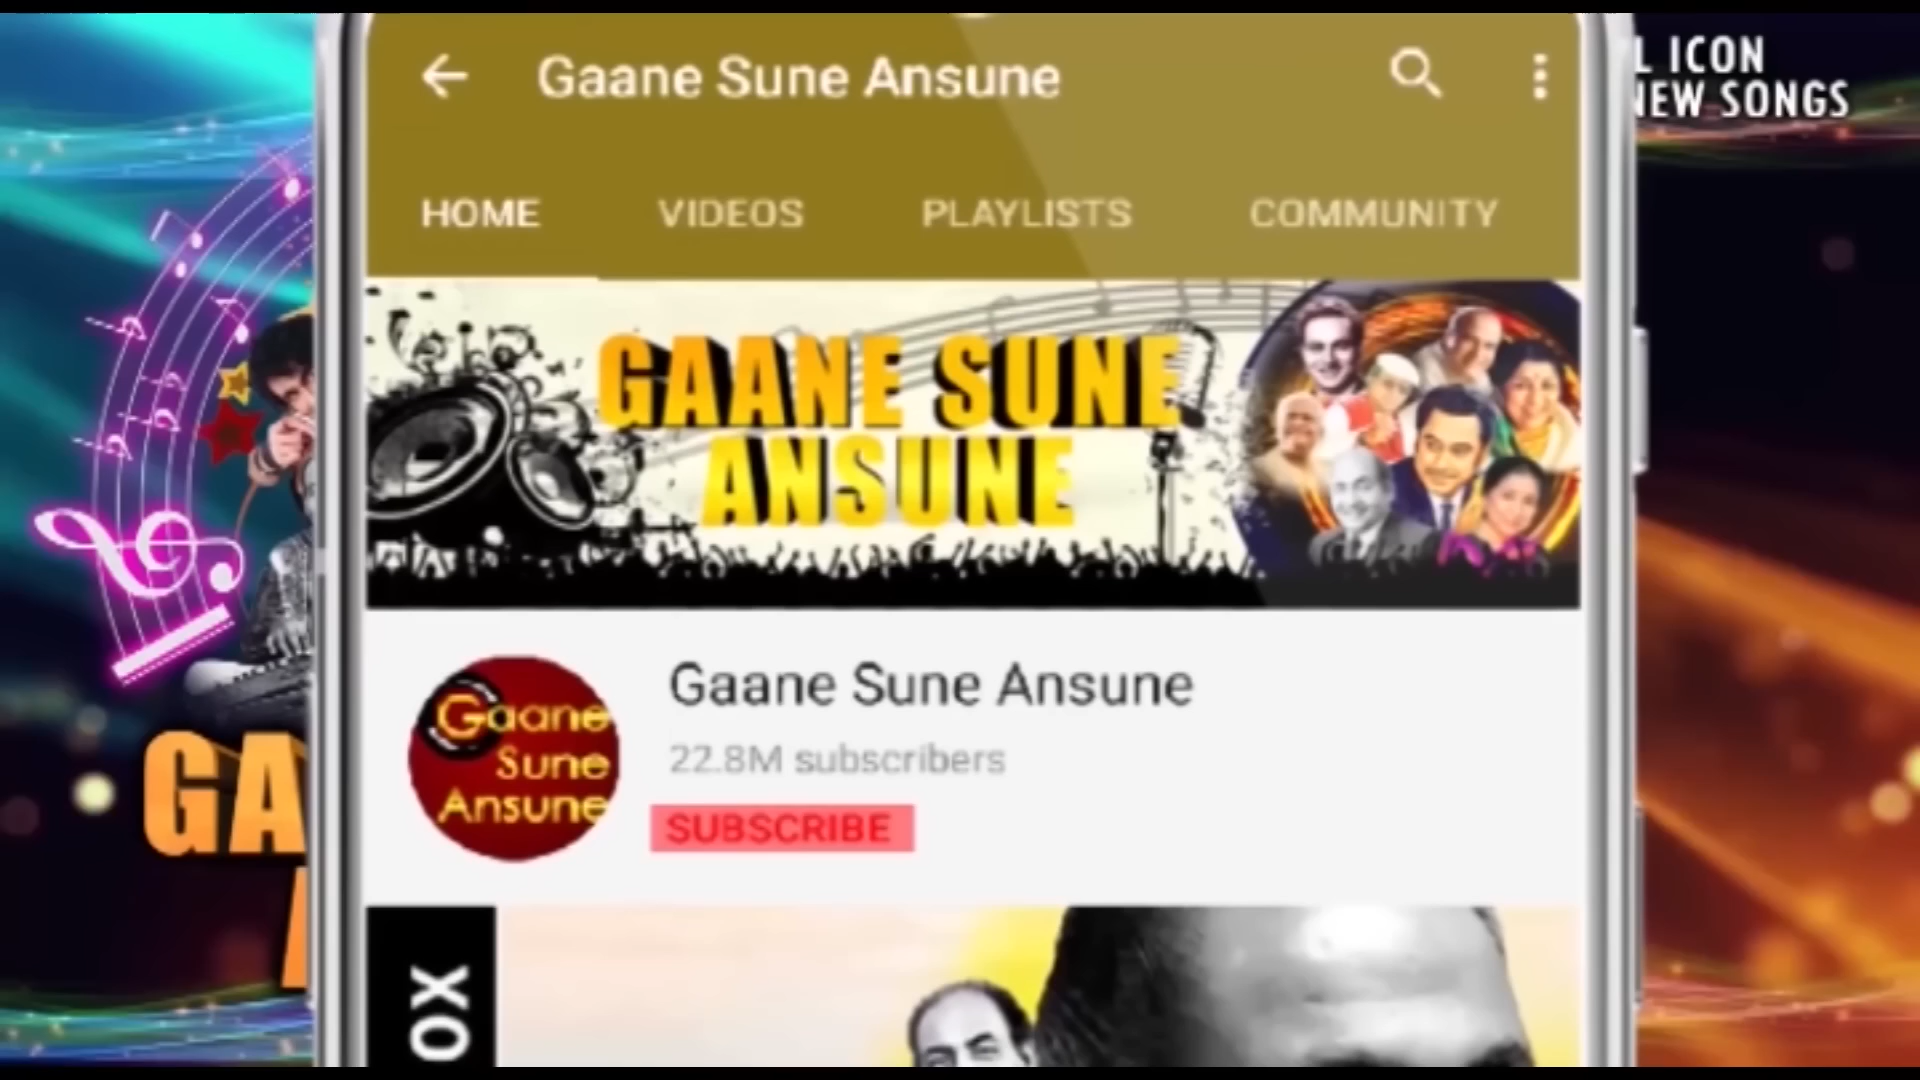 Gaane Sune Ansune
L ICON
NEW SONGS
HOME VIDEOS PLAYLISTS COMMUNITY
GAANE SUNE
ANSUNE
Gaane Sune Ansune
22.8M subscribers
SUBSCRIBE
Gaane
Sune
Ansune
GA
A
OX